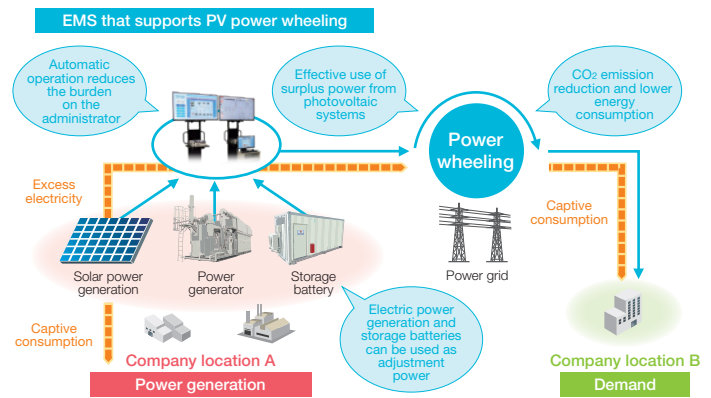 EMS that supports PV power wheeling
Automatic
operation reduces
the burden
on the
administrator
Effective use of
surplus power from
photovoltaic
systems
CO2 emission
reduction and lower
energy
consumption
Power
wheeling
Excess
electricity
Captive
consumption
Solar power
generation
Power
generator
Storage
battery
Power grid
Captive
consumption
Electric power
generation and
storage batteries
can be used as
adjustment
power
Company location A
Power generation
Company location B
Demand